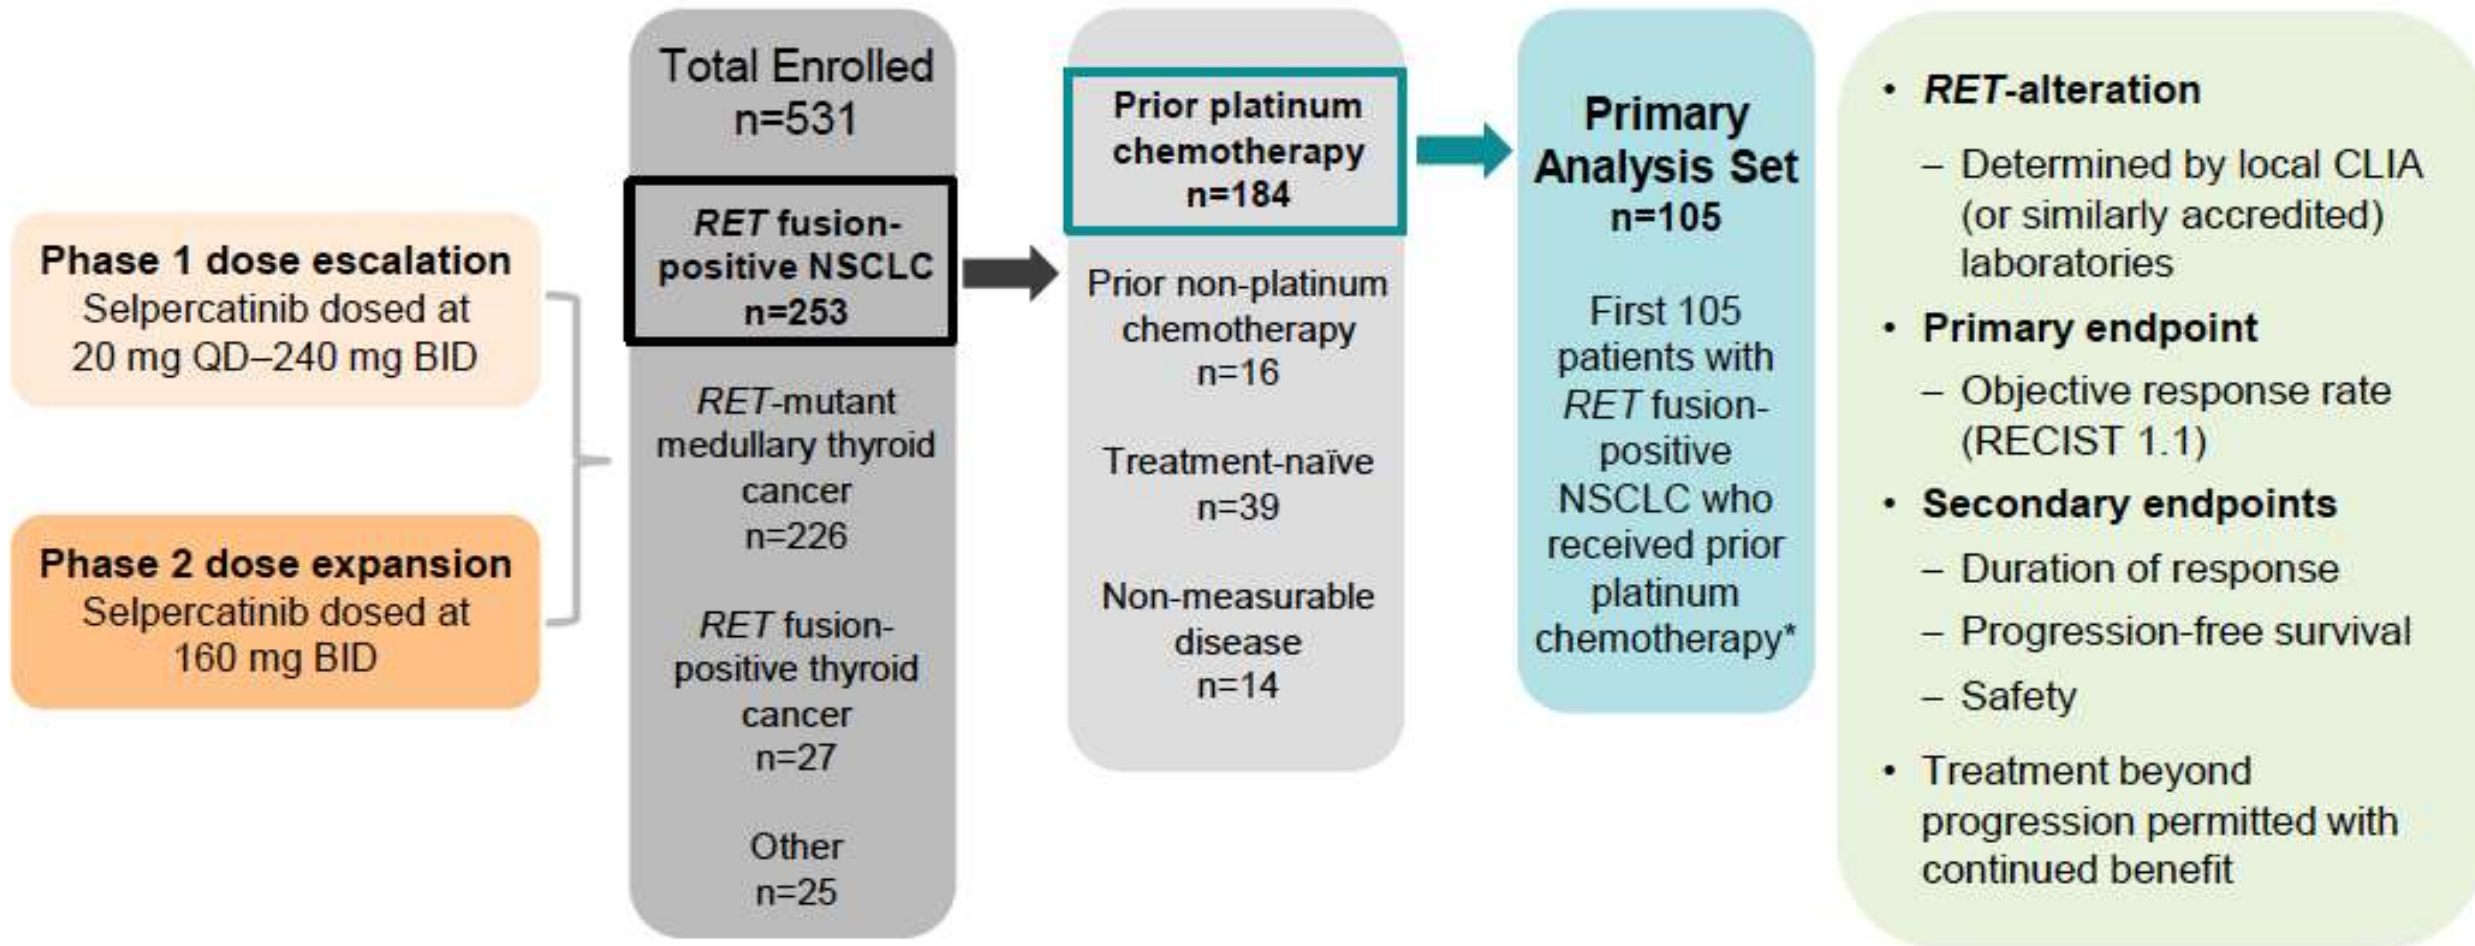 Phase 1 dose escalation
Selpercatinib dosed at
20 mg QD–240 mg BID
Phase 2 dose expansion
Selpercatinib dosed at
160 mg BID
Total Enrolled
n=531
RET fusion-
positive NSCLC
n=253
RET-mutant
medullary thyroid
cancer
n=226
RET fusion-
positive thyroid
cancer
n=27
Other
n=25
Prior platinum
chemotherapy
n=184
Prior non-platinum
chemotherapy
n=16
Treatment-naïve
n=39
Non-measurable
disease
n=14
Primary
Analysis Set
n=105
First 105
patients with
RET fusion-
positive
NSCLC who
received prior
platinum
chemotherapy*
• RET-alteration
– Determined by local CLIA
(or similarly accredited)
laboratories
• Primary endpoint
– Objective response rate
(RECIST 1.1)
• Secondary endpoints
– Duration of response
– Progression-free survival
– Safety
• Treatment beyond
progression permitted with
continued benefit